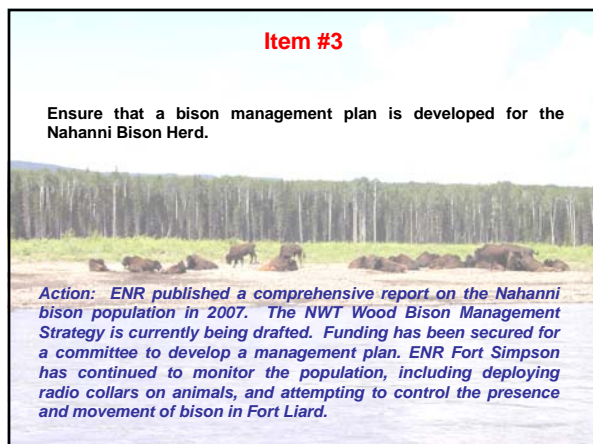 Item #3
Ensure that a bison management plan is developed for the
Nahanni Bison Herd.
Action: ENR published a comprehensive report on the Nahanni
bison population in 2007. The NWT Wood Bison Management
Strategy is currently being drafted. Funding has been secured for
a committee to develop a management plan. ENR Fort Simpson
has continued to monitor the population, including deploying
radio collars on animals, and attempting to control the presence
and movement of bison in Fort Liard.